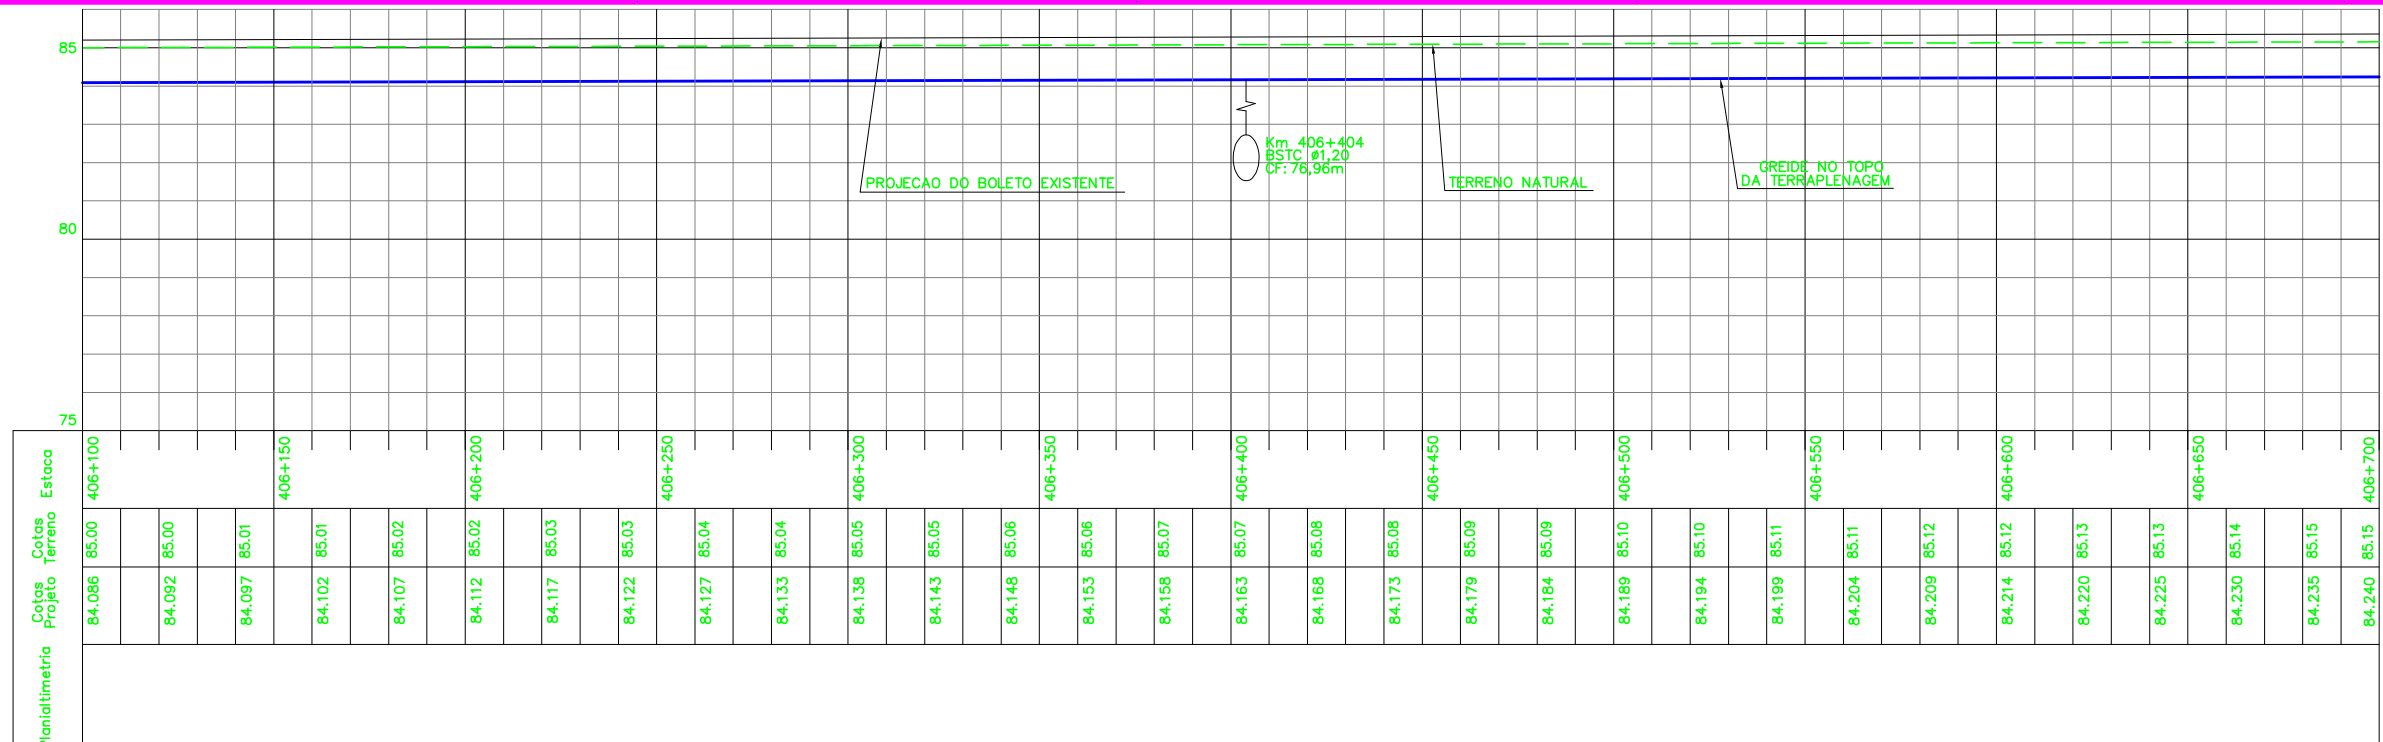 85
80
75
Km 406+404
BSTC ø1,20
CF: 76,96m
PROJECAO DO BOLETO EXISTENTE
TERRENO NATURAL
GREIDE NO TOPO
DA TERRAPLENAGEM
Estaca
406+100 406+150 406+200 406+250 406+300 406+350 406+400 406+450 406+500 406+550 406+600 406+650 406+700
Cotas
Terreno
85.00 85.00 85.01 85.01 85.02 85.02 85.03 85.03 85.04 85.04 85.05 85.05 85.06 85.06 85.07 85.07 85.08 85.08 85.09 85.09 85.10 85.10 85.11 85.11 85.12 85.12 85.13 85.13 85.14 85.15 85.15
Cotas
Projeto
84.086 84.092 84.097 84.102 84.107 84.112 84.117 84.122 84.127 84.133 84.138 84.143 84.148 84.153 84.158 84.163 84.168 84.173 84.179 84.184 84.189 84.194 84.199 84.204 84.209 84.214 84.220 84.225 84.230 84.235 84.240
Planialtimetria